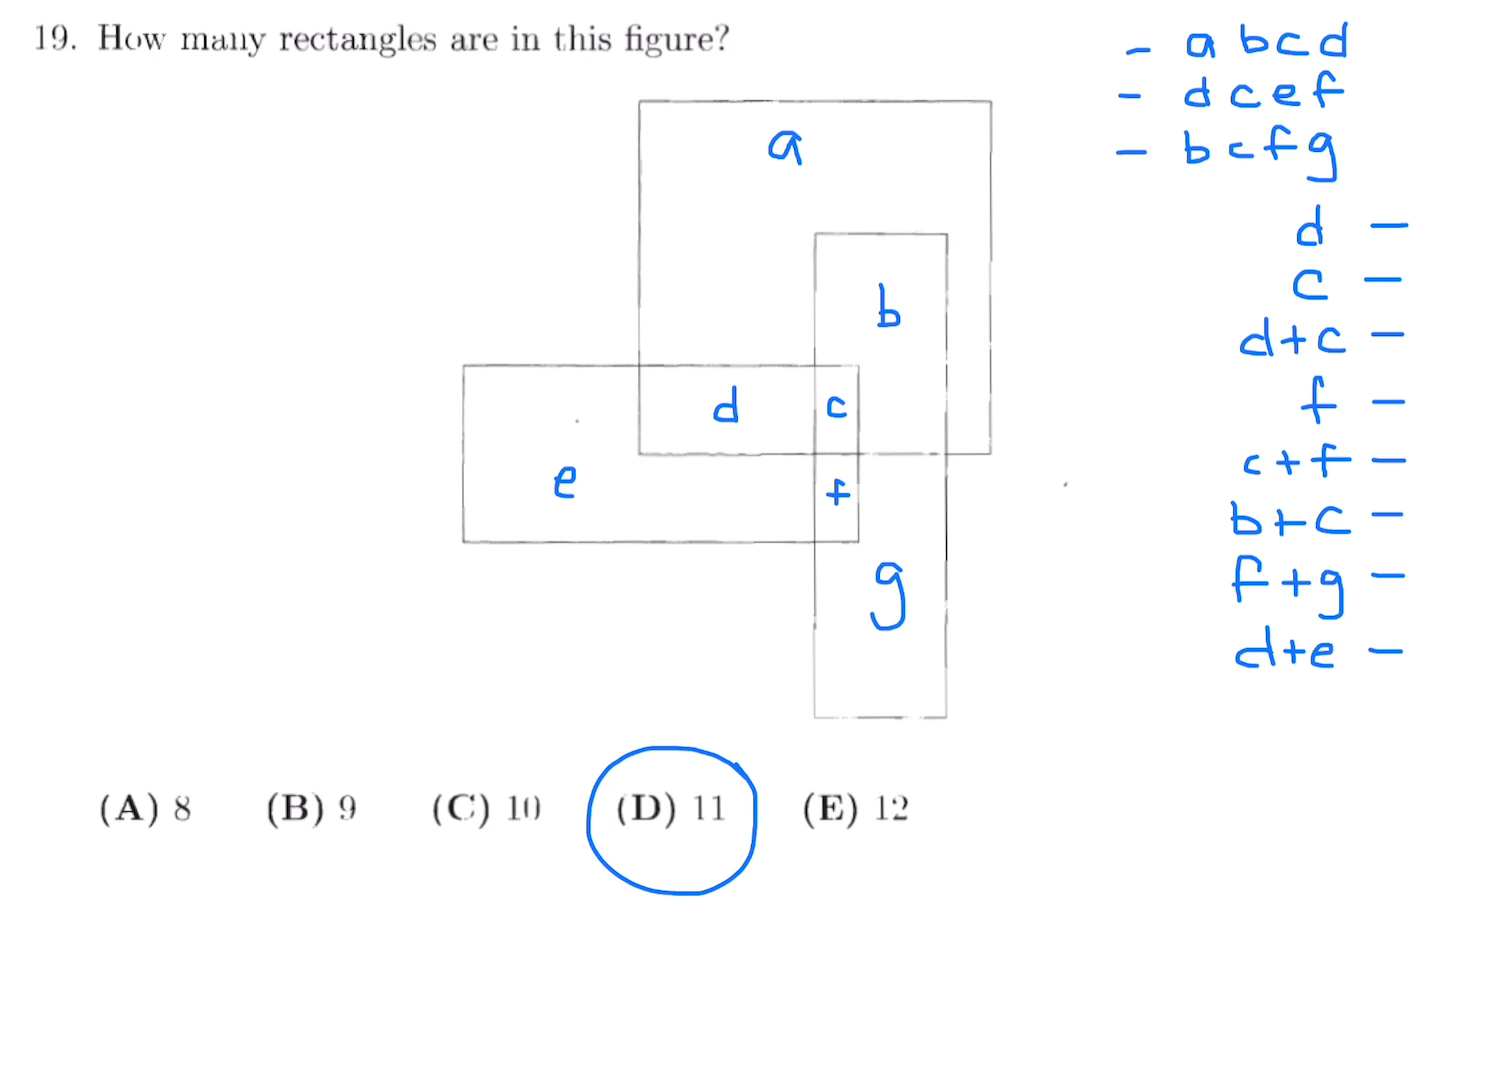 19. How many rectangles are in this figure?
a
b
d
c
e
f
g
- a b c d
- d c e f
- b c f g
d -
c -
d+c -
f -
c+f -
b+c -
f+g -
d+e -
(A) 8 (B) 9 (C) 10 (D) 11 (E) 12